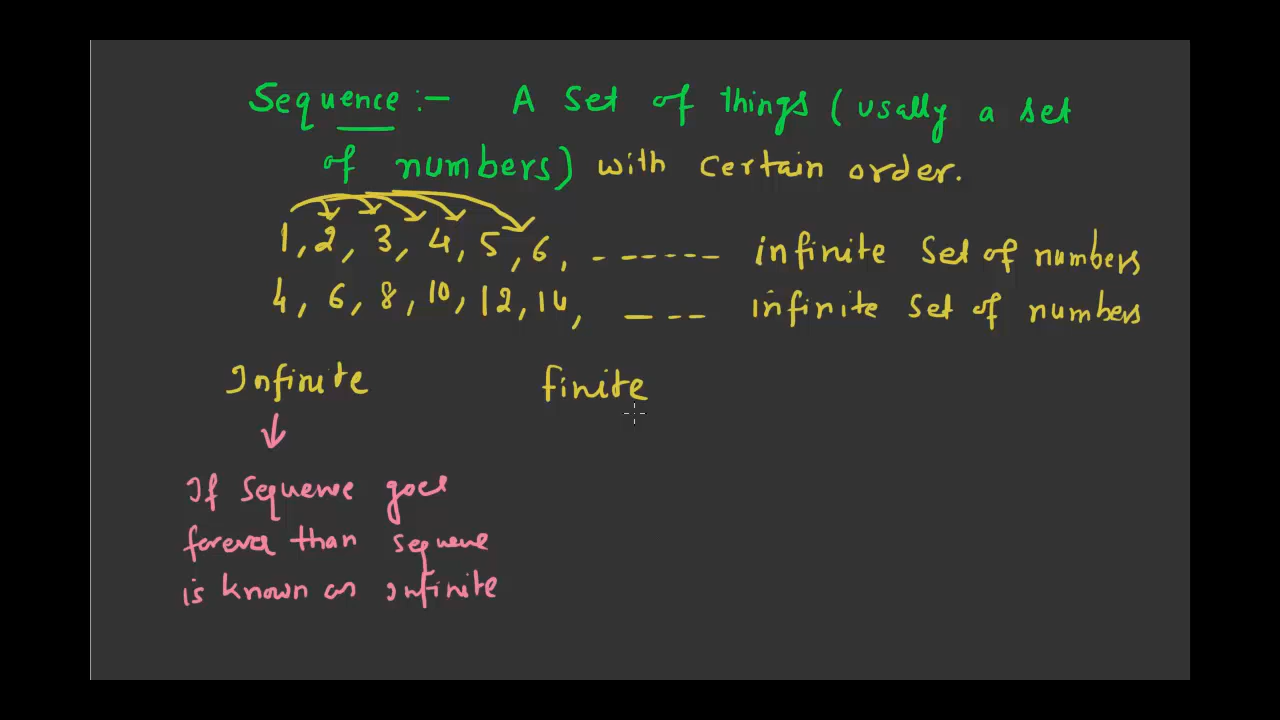 Sequence :- A set of things ( usally a set
of numbers) with certain order.
1, 2, 3, 4, 5, 6, ------- infinite set of numbers
4, 6, 8, 10, 12, 14, --- infinite set of numbers
Infinite finite
If sequence goes
forever than sequence
is known as infinite